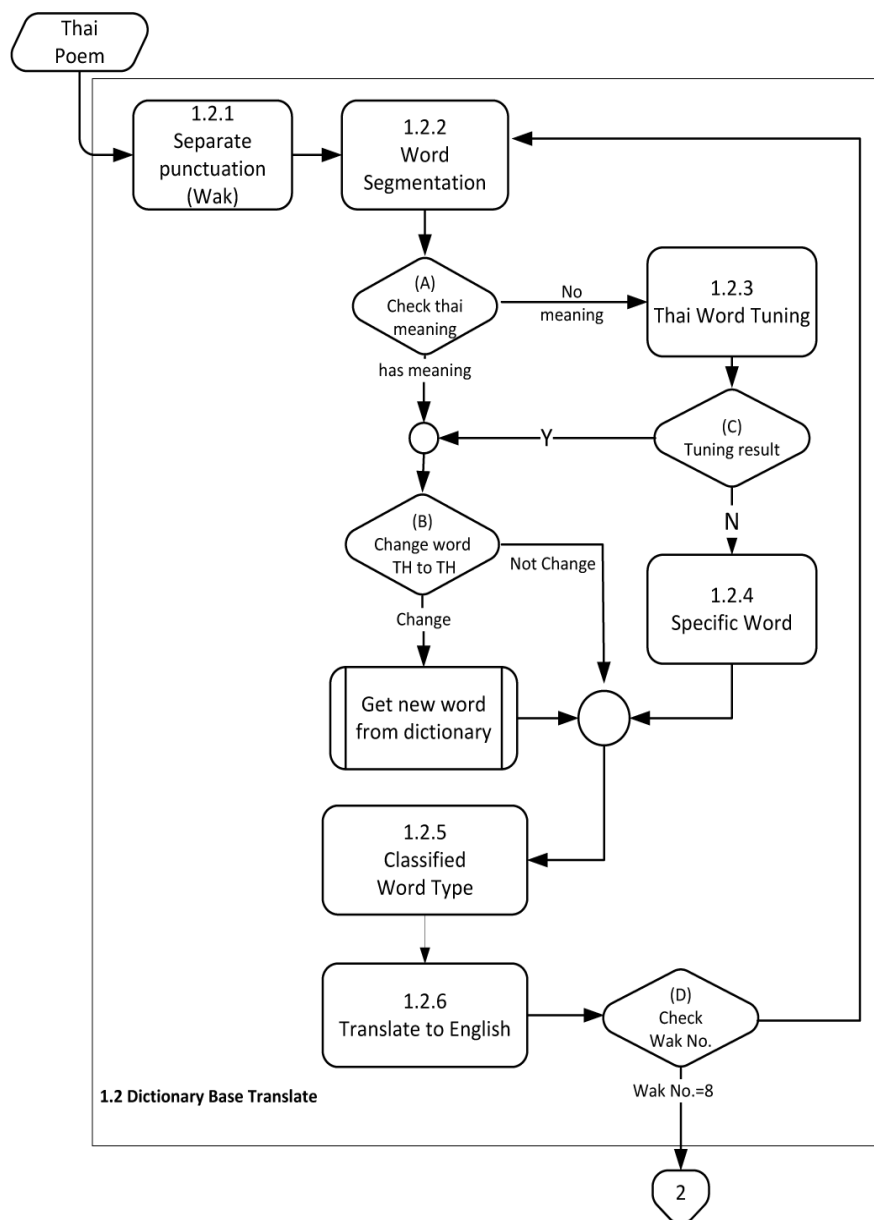 Thai
Poem
1.2.1
Separate
punctuation
(Wak)
1.2.2
Word
Segmentation
(A)
Check thai
meaning
No
meaning
1.2.3
Thai Word Tuning
has meaning
(C)
Tuning result
Y
N
(B)
Change word
TH to TH
Not Change
Change
1.2.4
Specific Word
Get new word
from dictionary
1.2.5
Classified
Word Type
1.2.6
Translate to English
(D)
Check
Wak No.
Wak No.=8
1.2 Dictionary Base Translate
2